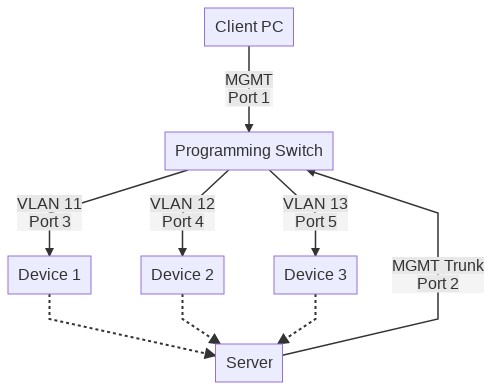 Client PC
MGMT
Port 1
Programming Switch
VLAN 11
Port 3
VLAN 12
Port 4
VLAN 13
Port 5
Device 1
Device 2
Device 3
MGMT Trunk
Port 2
Server